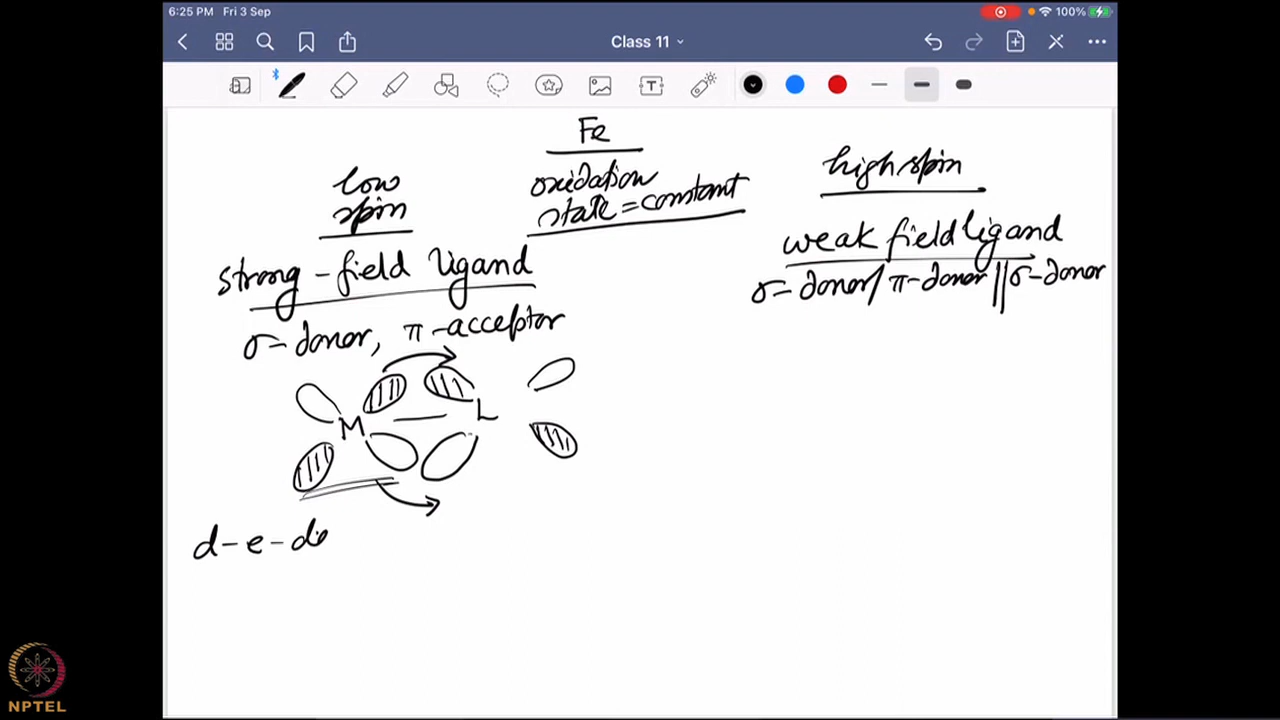 6:25 PM Fri 3 Sep
100%
Class 11
T
Fe
low
spin
oxidation
state = constant
high spin
strong - field ligand
weak field ligand
σ- donor, π-acceptor
σ- donor/ π-donor || σ-donor
M
L
d-e-do
NPTEL